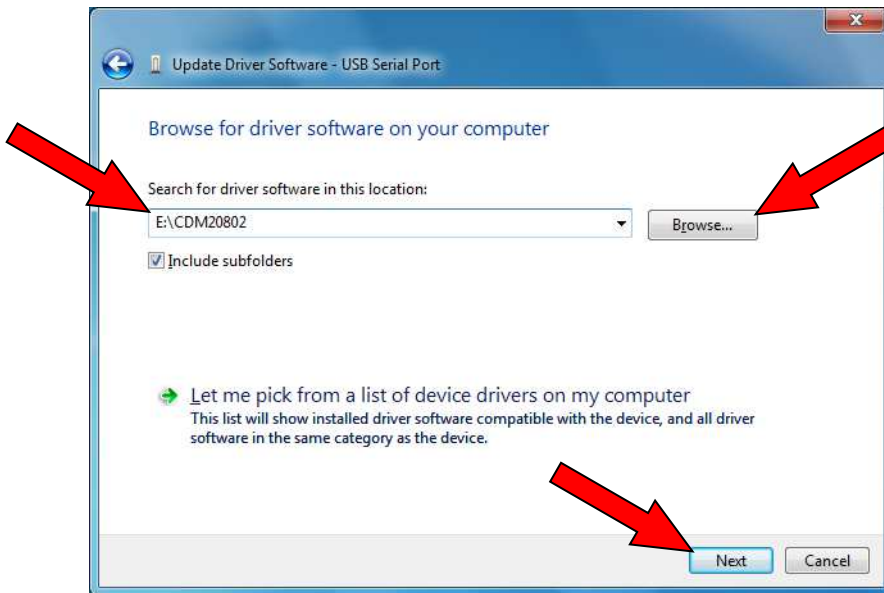 Update Driver Software - USB Serial Port
Browse for driver software on your computer
Search for driver software in this location:
E:\CDM20802
Browse...
Include subfolders
Let me pick from a list of device drivers on my computer
This list will show installed driver software compatible with the device, and all driver
software in the same category as the device.
Next
Cancel